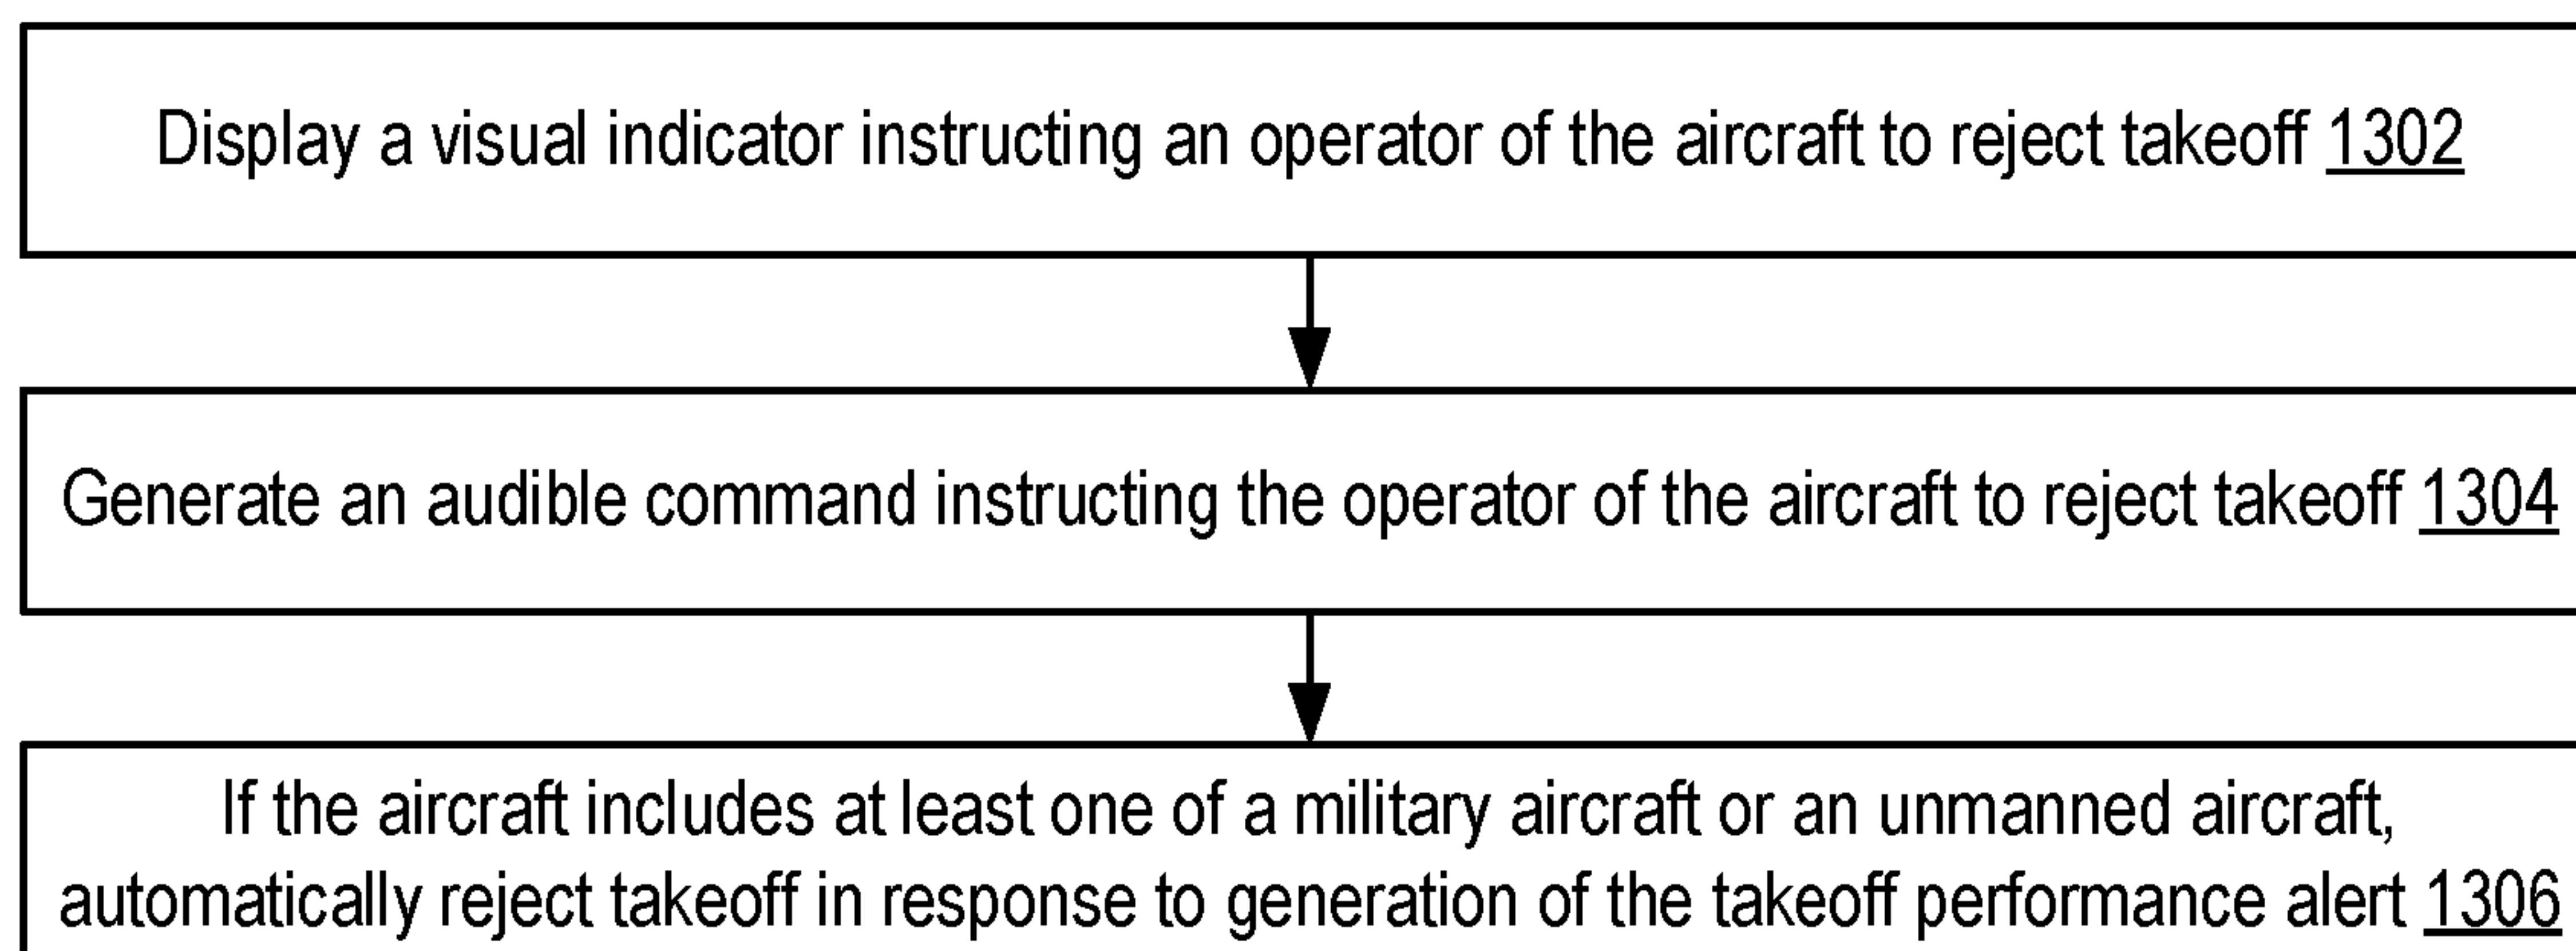 Display a visual indicator instructing an operator of the aircraft to reject takeoff 1302
Generate an audible command instructing the operator of the aircraft to reject takeoff 1304
If the aircraft includes at least one of a military aircraft or an unmanned aircraft,
automatically reject takeoff in response to generation of the takeoff performance alert 1306